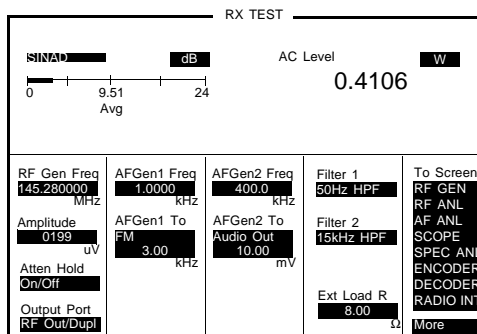 RX TEST
SINAD dB AC Level W
0.4106
0 9.51 24
Avg
RF Gen Freq
145.280000
MHz
Amplitude
0199
uV
Atten Hold
On/Off
Output Port
RF Out/Dupl
AFGen1 Freq
1.0000
kHz
AFGen1 To
FM
3.00
kHz
AFGen2 Freq
400.0
kHz
AFGen2 To
Audio Out
10.00
mV
Filter 1
50Hz HPF
Filter 2
15kHz HPF
Ext Load R
8.00
Ω
To Screen
RF GEN
RF ANL
AF ANL
SCOPE
SPEC ANL
ENCODER
DECODER
RADIO INT
More